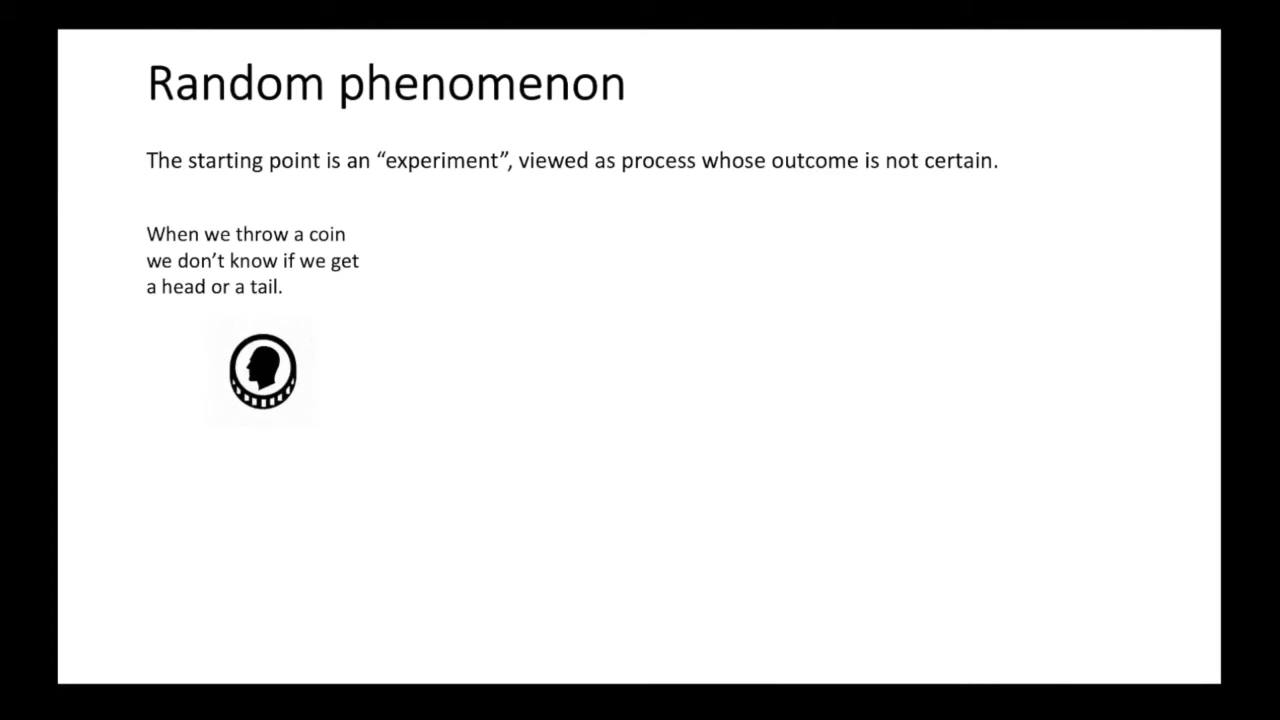 Random phenomenon
The starting point is an “experiment”, viewed as process whose outcome is not certain.
When we throw a coin
we don’t know if we get
a head or a tail.